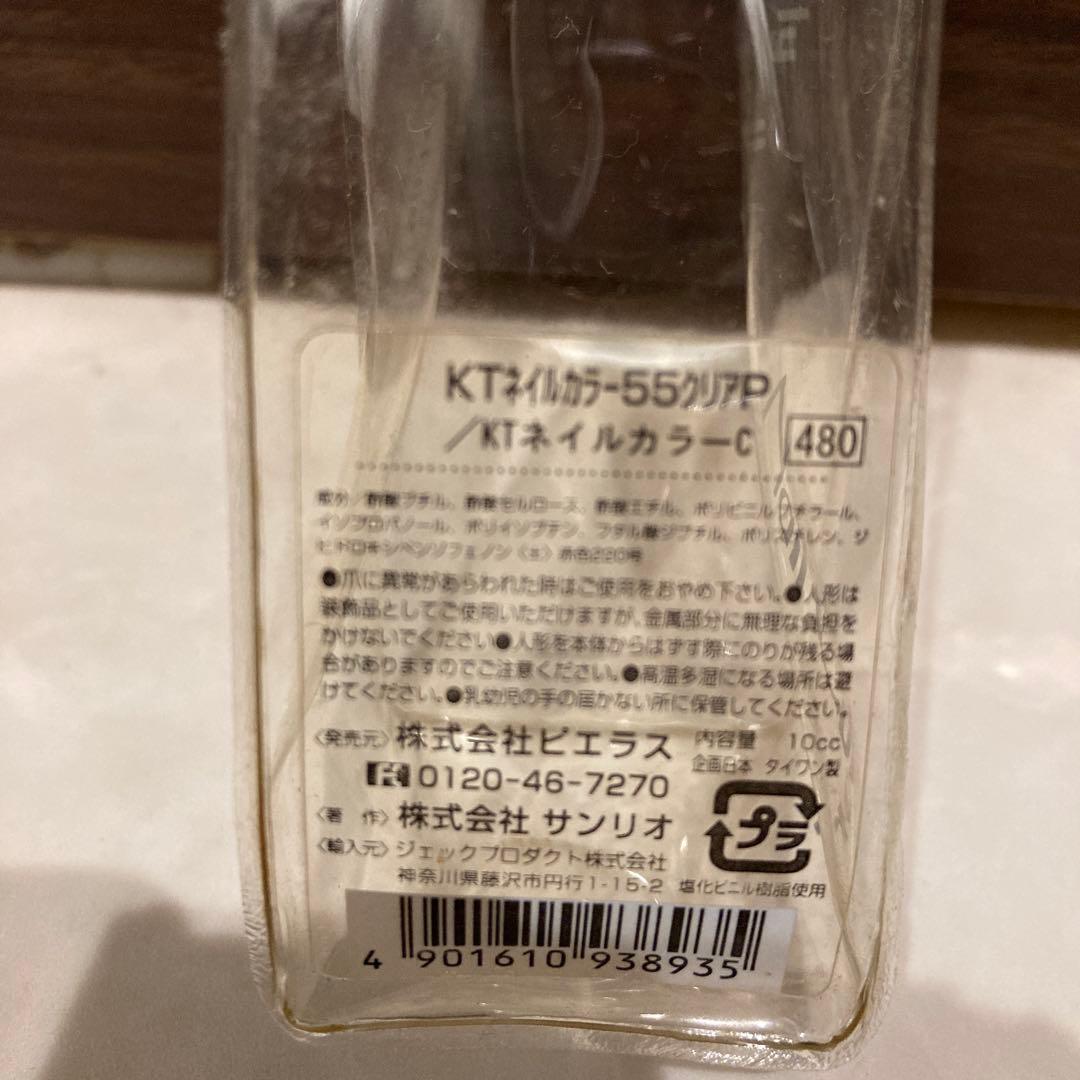 KTネイルカラー55クリアP
/KTネイルカラーC 480
成分/酢酸ブチル、酢酸セルロース、酢酸エチル、ポリビニルブチラール、
イソプロパノール、ポリイソブテン、フタル酸ジブチル、ポリスチレン、ジ
ヒドロキシベンゾフェノン〈a〉赤色220号
●爪に異常があらわれた時はご使用をおやめ下さい。●人形は
装飾品としてご使用いただけますが、金属部分に無理な負担を
かけないでください●人形を本体からはずす際にのりが残る場
合がありますのでご注意ください。●高温多湿になる場所は避
けてください。●乳幼児の手の届かない所に保管してください。
〈発売元〉株式会社ピエラス 内容量 10cc
0120-46-7270 企画日本 タイワン製
〈著 作〉株式会社 サンリオ プラ
〈輸入元〉ジェックプロダクト株式会社
神奈川県藤沢市円行1-15-2 塩化ビニル樹脂使用
4 901610 938935